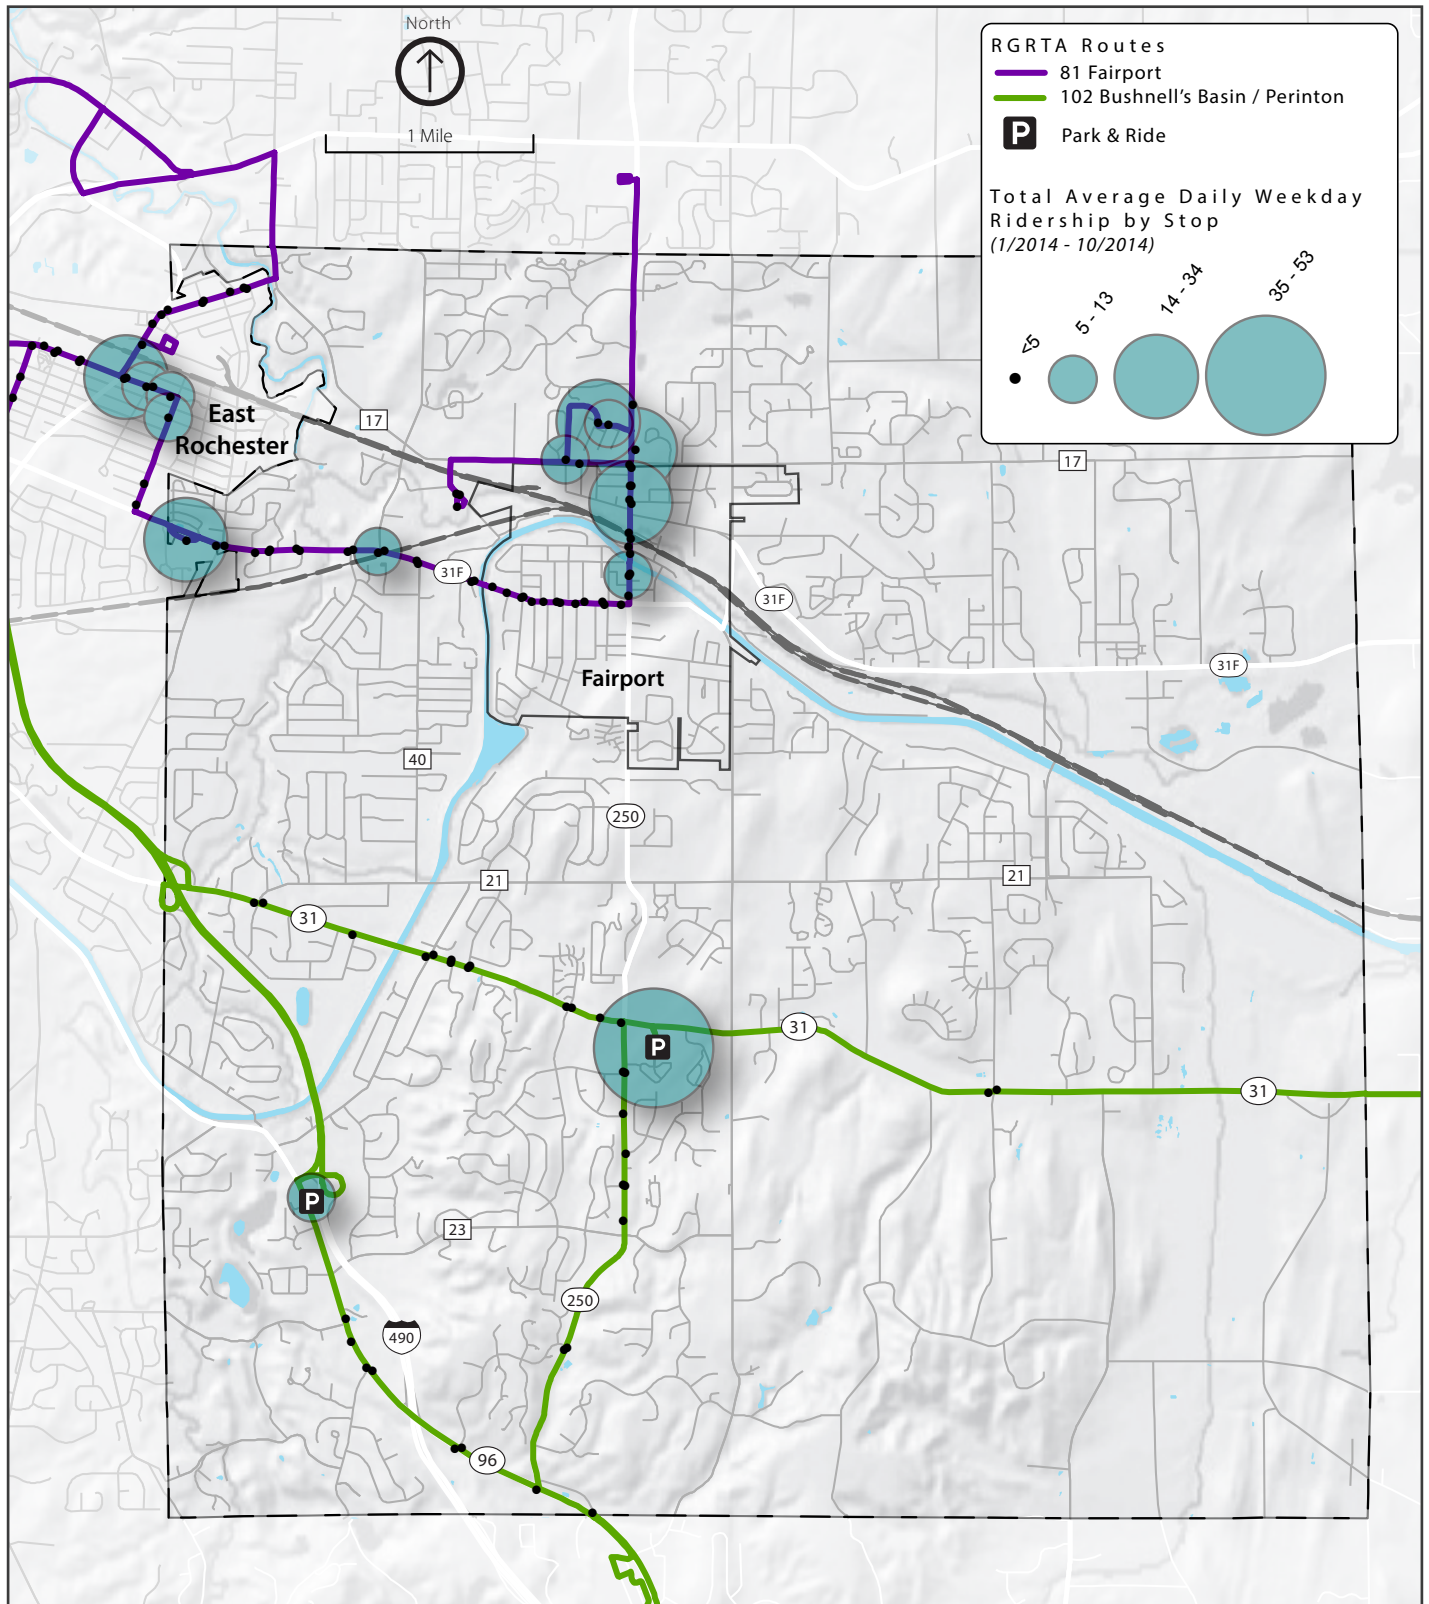 North
1 Mile
RGRTA Routes
81 Fairport
102 Bushnell's Basin / Perinton
P
Park & Ride
Total Average Daily Weekday
Ridership by Stop
(1/2014 - 10/2014)
<5
5 - 13
14 - 34
35 - 53
East
Rochester
17
17
31F
31F
31F
Fairport
40
250
21
21
31
31
31
P
P
23
250
490
96